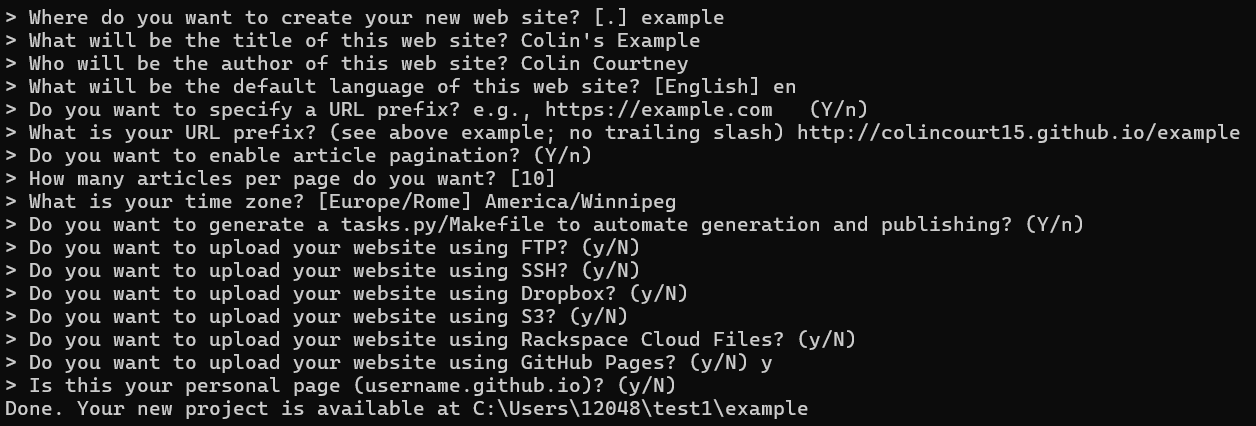 > Where do you want to create your new web site? [.] example
> What will be the title of this web site? Colin's Example
> Who will be the author of this web site? Colin Courtney
> What will be the default language of this web site? [English] en
> Do you want to specify a URL prefix? e.g., https://example.com   (Y/n)
> What is your URL prefix? (see above example; no trailing slash) http://colincourt15.github.io/example
> Do you want to enable article pagination? (Y/n)
> How many articles per page do you want? [10]
> What is your time zone? [Europe/Rome] America/Winnipeg
> Do you want to generate a tasks.py/Makefile to automate generation and publishing? (Y/n)
> Do you want to upload your website using FTP? (y/N)
> Do you want to upload your website using SSH? (y/N)
> Do you want to upload your website using Dropbox? (y/N)
> Do you want to upload your website using S3? (y/N)
> Do you want to upload your website using Rackspace Cloud Files? (y/N)
> Do you want to upload your website using GitHub Pages? (y/N) y
> Is this your personal page (username.github.io)? (y/N)
Done. Your new project is available at C:\Users\12048\test1\example